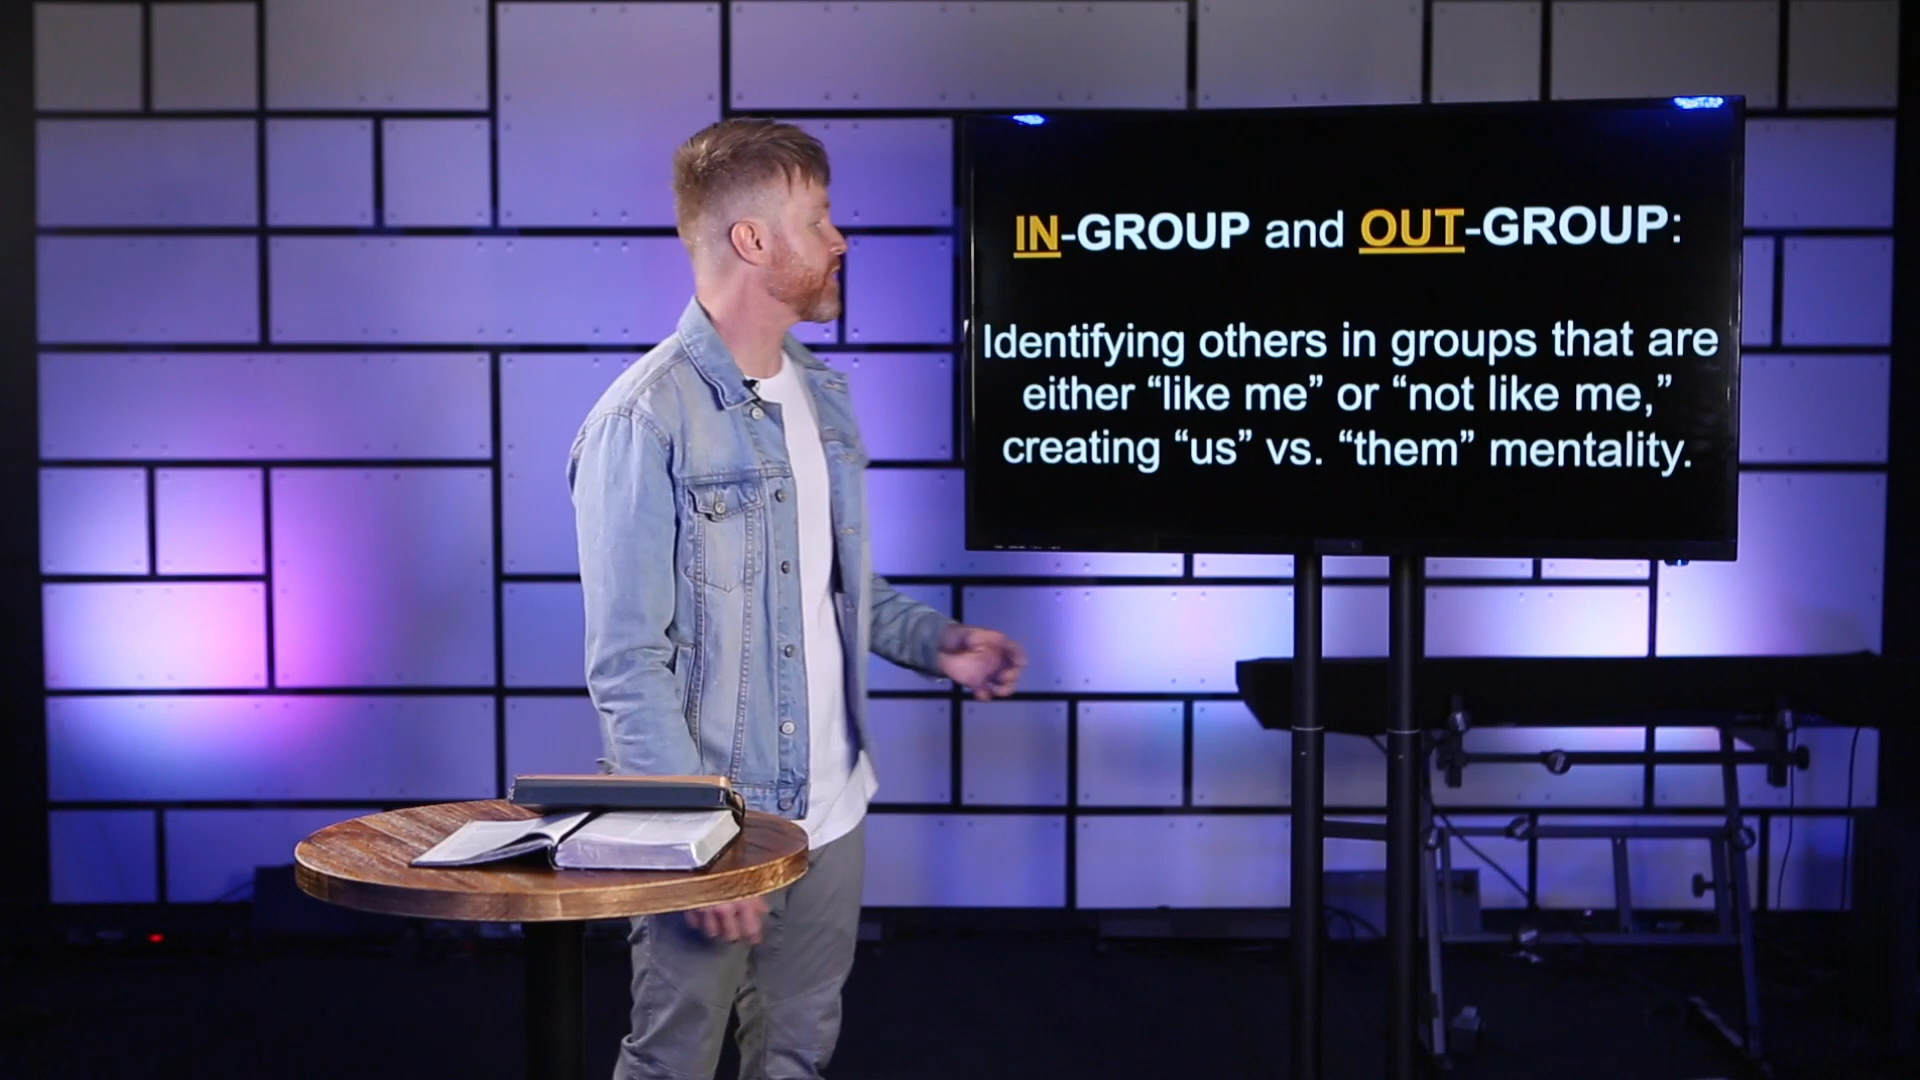 IN-GROUP and OUT-GROUP:
Identifying others in groups that are
either “like me” or “not like me,”
creating “us” vs. “them” mentality.